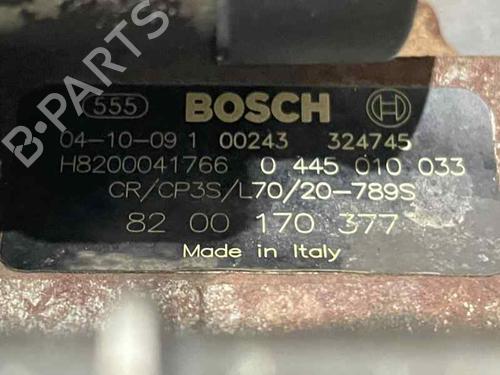 555 BOSCH
04-10-09 1 00243 324745
H8200041766 0 445 010 033
CR/CP3S/L70/20-789S
82 00 170 377
Made in Italy
B-PARTS